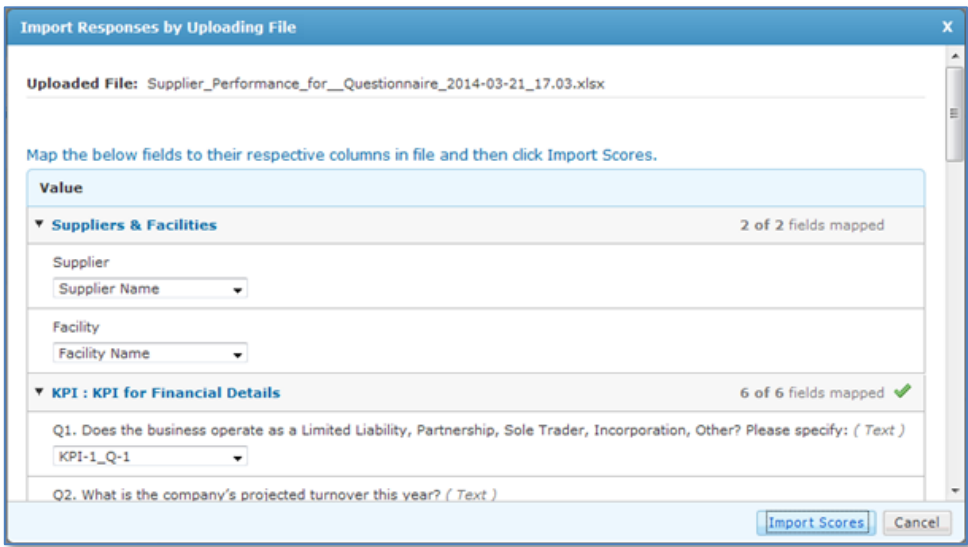 Import Responses by Uploading File X
Uploaded File: Supplier_Performance_for__Questionnaire_2014-03-21_17.03.xlsx
Map the below fields to their respective columns in file and then click Import Scores.
Value
Suppliers & Facilities 2 of 2 fields mapped
Supplier
Supplier Name
Facility
Facility Name
KPI : KPI for Financial Details 6 of 6 fields mapped
Q1. Does the business operate as a Limited Liability, Partnership, Sole Trader, Incorporation, Other? Please specify: ( Text )
KPI-1_Q-1
Q2. What is the company's projected turnover this year? ( Text )
Import Scores Cancel